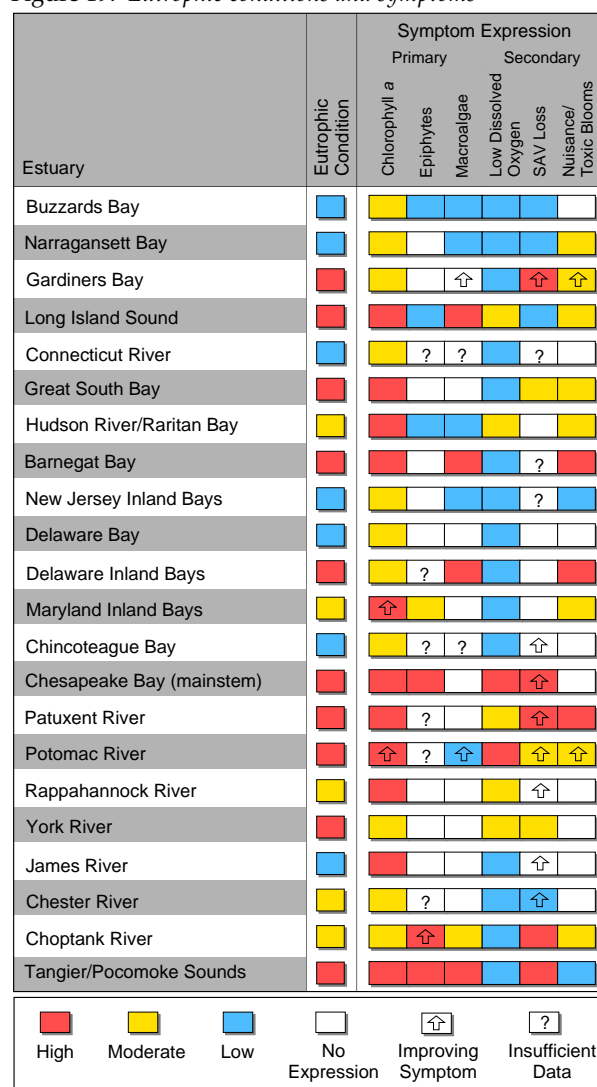 Figure 19. Eutrophic conditions and symptoms
Symptom Expression
Primary Secondary
Estuary
Eutrophic
Condition
Chlorophyll a
Epiphytes
Macroalgae
Low Dissolved
Oxygen
SAV Loss
Nuisance/
Toxic Blooms
Buzzards Bay
Narragansett Bay
Gardiners Bay
Long Island Sound
Connecticut River ? ? ?
Great South Bay
Hudson River/Raritan Bay
Barnegat Bay ?
New Jersey Inland Bays ?
Delaware Bay
Delaware Inland Bays ?
Maryland Inland Bays
Chincoteague Bay ? ?
Chesapeake Bay (mainstem)
Patuxent River ?
Potomac River ?
Rappahannock River
York River
James River
Chester River ?
Choptank River
Tangier/Pocomoke Sounds
?
High Moderate Low No Improving Insufficient
Expression Symptom Data